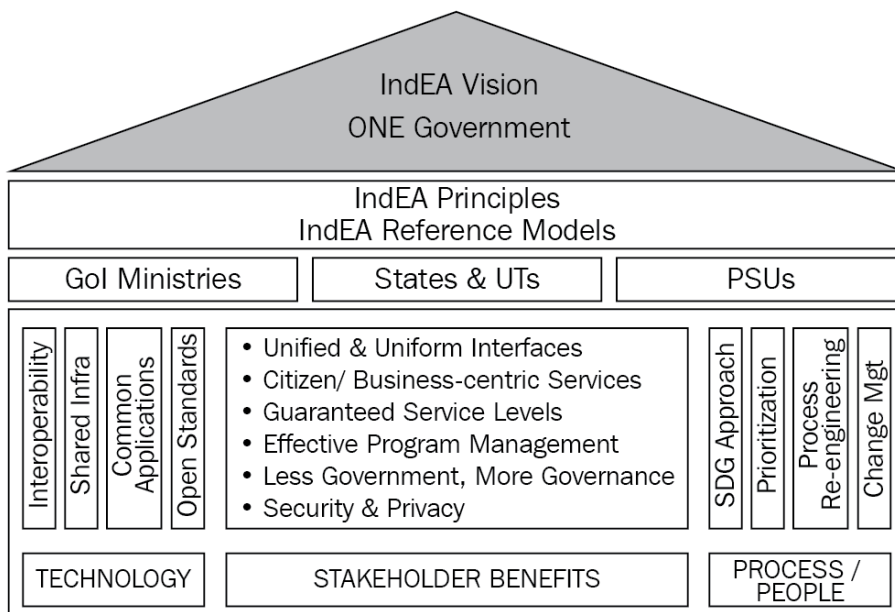 IndEA Vision
ONE Government
IndEA Principles
IndEA Reference Models
GoI Ministries
States & UTs
PSUs
Interoperability
Shared Infra
Common
Applications
Open Standards
• Unified & Uniform Interfaces
• Citizen/ Business-centric Services
• Guaranteed Service Levels
• Effective Program Management
• Less Government, More Governance
• Security & Privacy
SDG Approach
Prioritization
Process
Re-engineering
Change Mgt
TECHNOLOGY
STAKEHOLDER BENEFITS
PROCESS /
PEOPLE